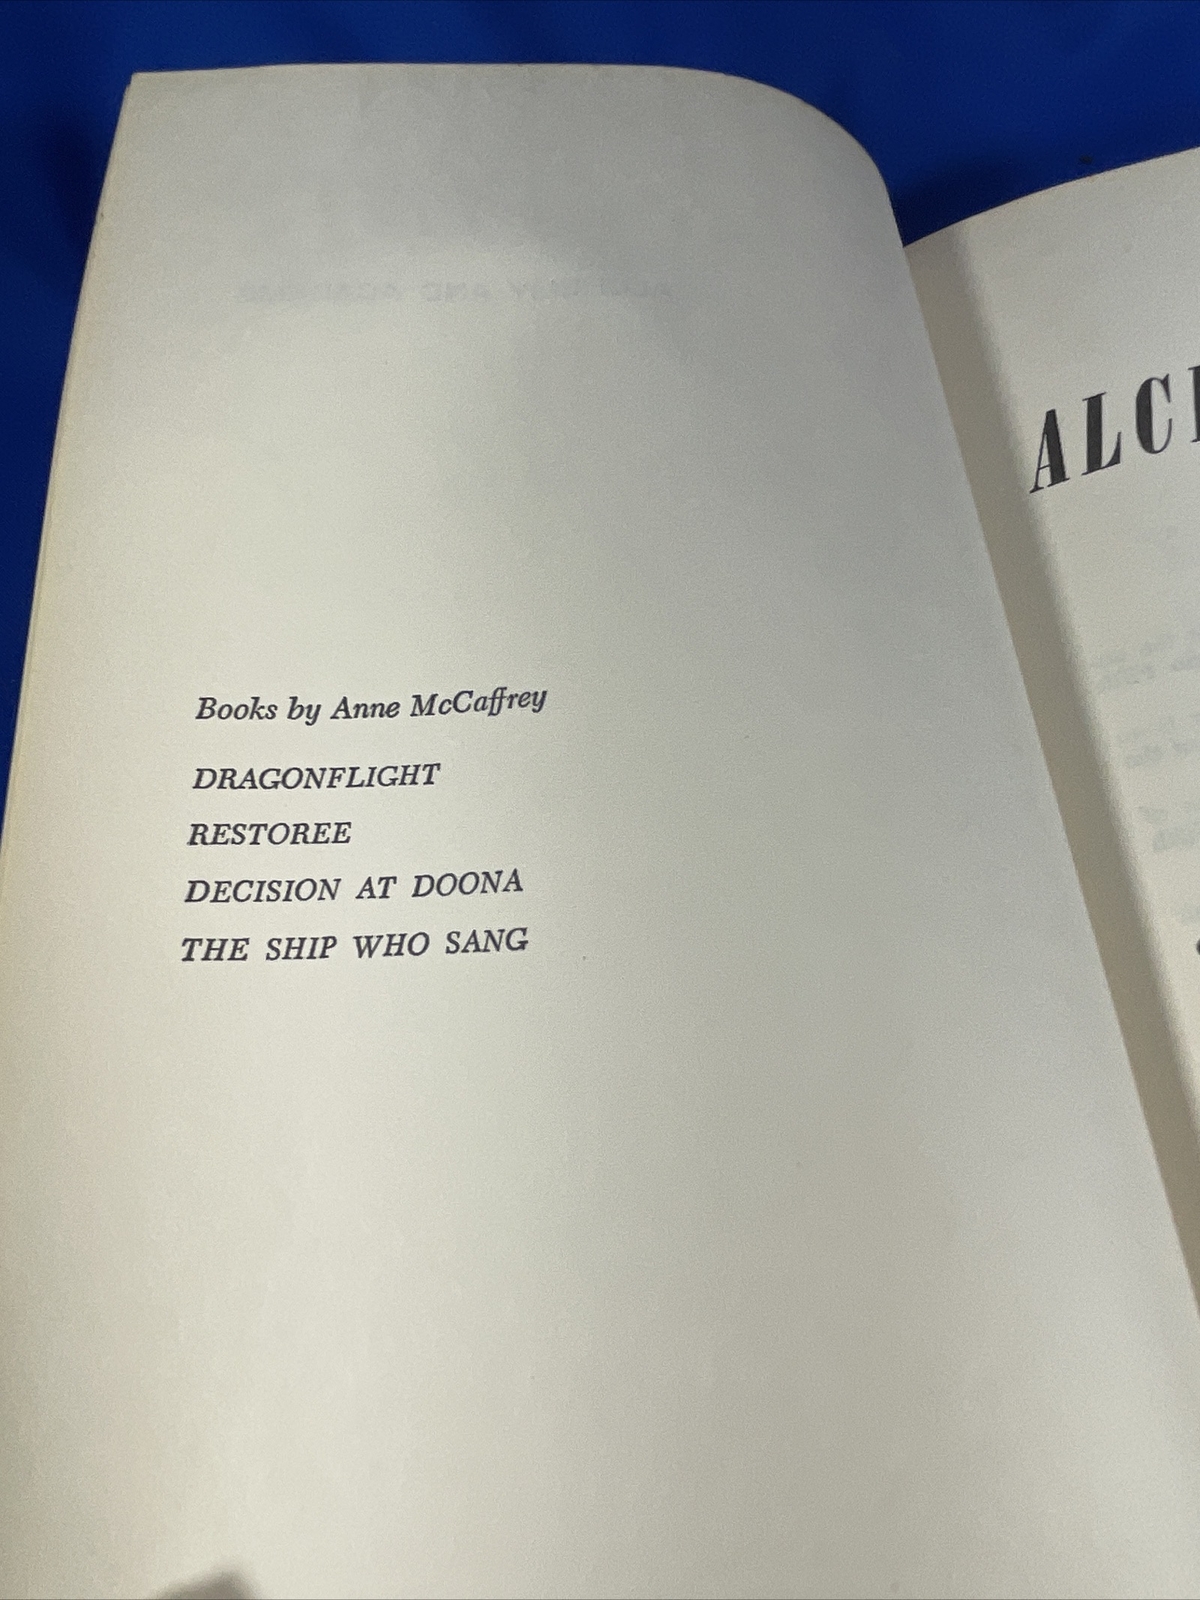 Books by Anne McCaffrey
DRAGONFLIGHT
RESTOREE
DECISION AT DOONA
THE SHIP WHO SANG
ALC